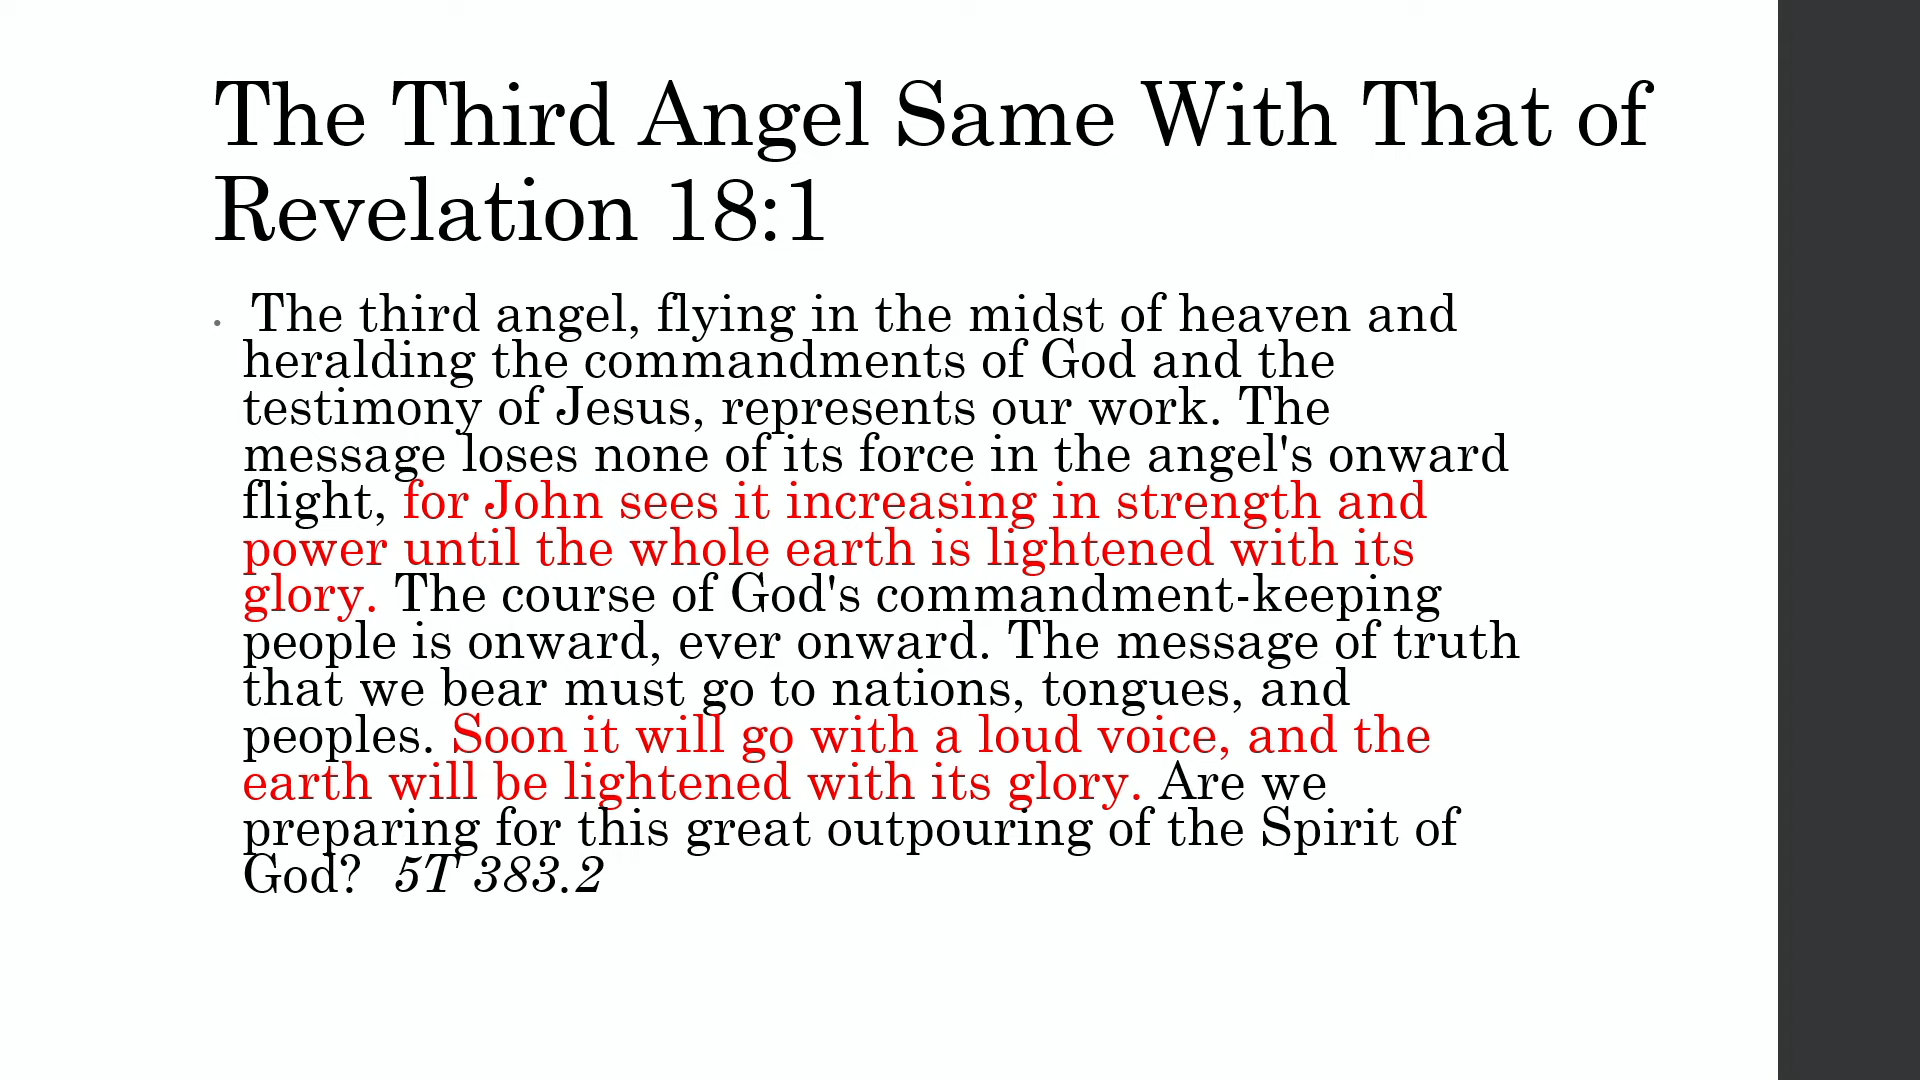 The Third Angel Same With That of
Revelation 18:1
• The third angel, flying in the midst of heaven and
heralding the commandments of God and the
testimony of Jesus, represents our work. The
message loses none of its force in the angel's onward
flight, for John sees it increasing in strength and
power until the whole earth is lightened with its
glory. The course of God's commandment-keeping
people is onward, ever onward. The message of truth
that we bear must go to nations, tongues, and
peoples. Soon it will go with a loud voice, and the
earth will be lightened with its glory. Are we
preparing for this great outpouring of the Spirit of
God? 5T 383.2